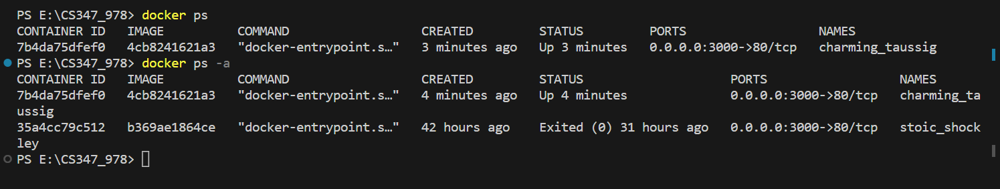 PS E:\CS347_978> docker ps
CONTAINER ID   IMAGE          COMMAND                  CREATED         STATUS         PORTS                  NAMES
7b4da75dfef0   4cb8241621a3   "docker-entrypoint.s…"   3 minutes ago   Up 3 minutes   0.0.0.0:3000->80/tcp   charming_taussig
PS E:\CS347_978> docker ps -a
CONTAINER ID   IMAGE          COMMAND                  CREATED         STATUS                    PORTS                  NAMES
7b4da75dfef0   4cb8241621a3   "docker-entrypoint.s…"   4 minutes ago   Up 4 minutes              0.0.0.0:3000->80/tcp   charming_ta
ussig
35a4cc79c512   b369ae1864ce   "docker-entrypoint.s…"   42 hours ago    Exited (0) 31 hours ago   0.0.0.0:3000->80/tcp   stoic_shock
ley
PS E:\CS347_978>